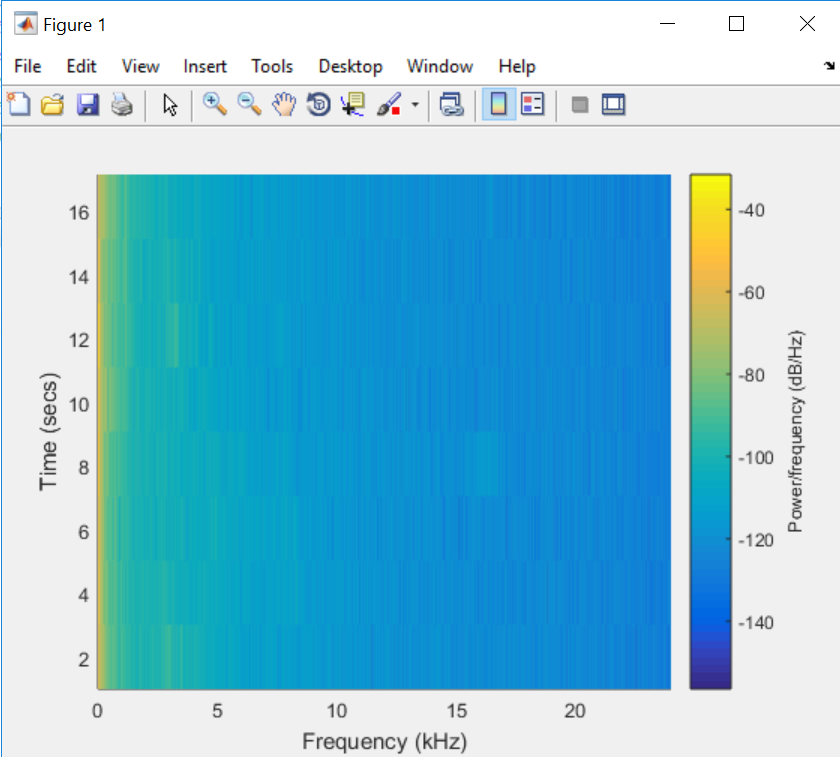 Figure 1
File Edit View Insert Tools Desktop Window Help
16
14
12
10
8
6
4
2
Time (secs)
0 5 10 15 20
Frequency (kHz)
-40
-60
-80
-100
-120
-140
Power/frequency (dB/Hz)